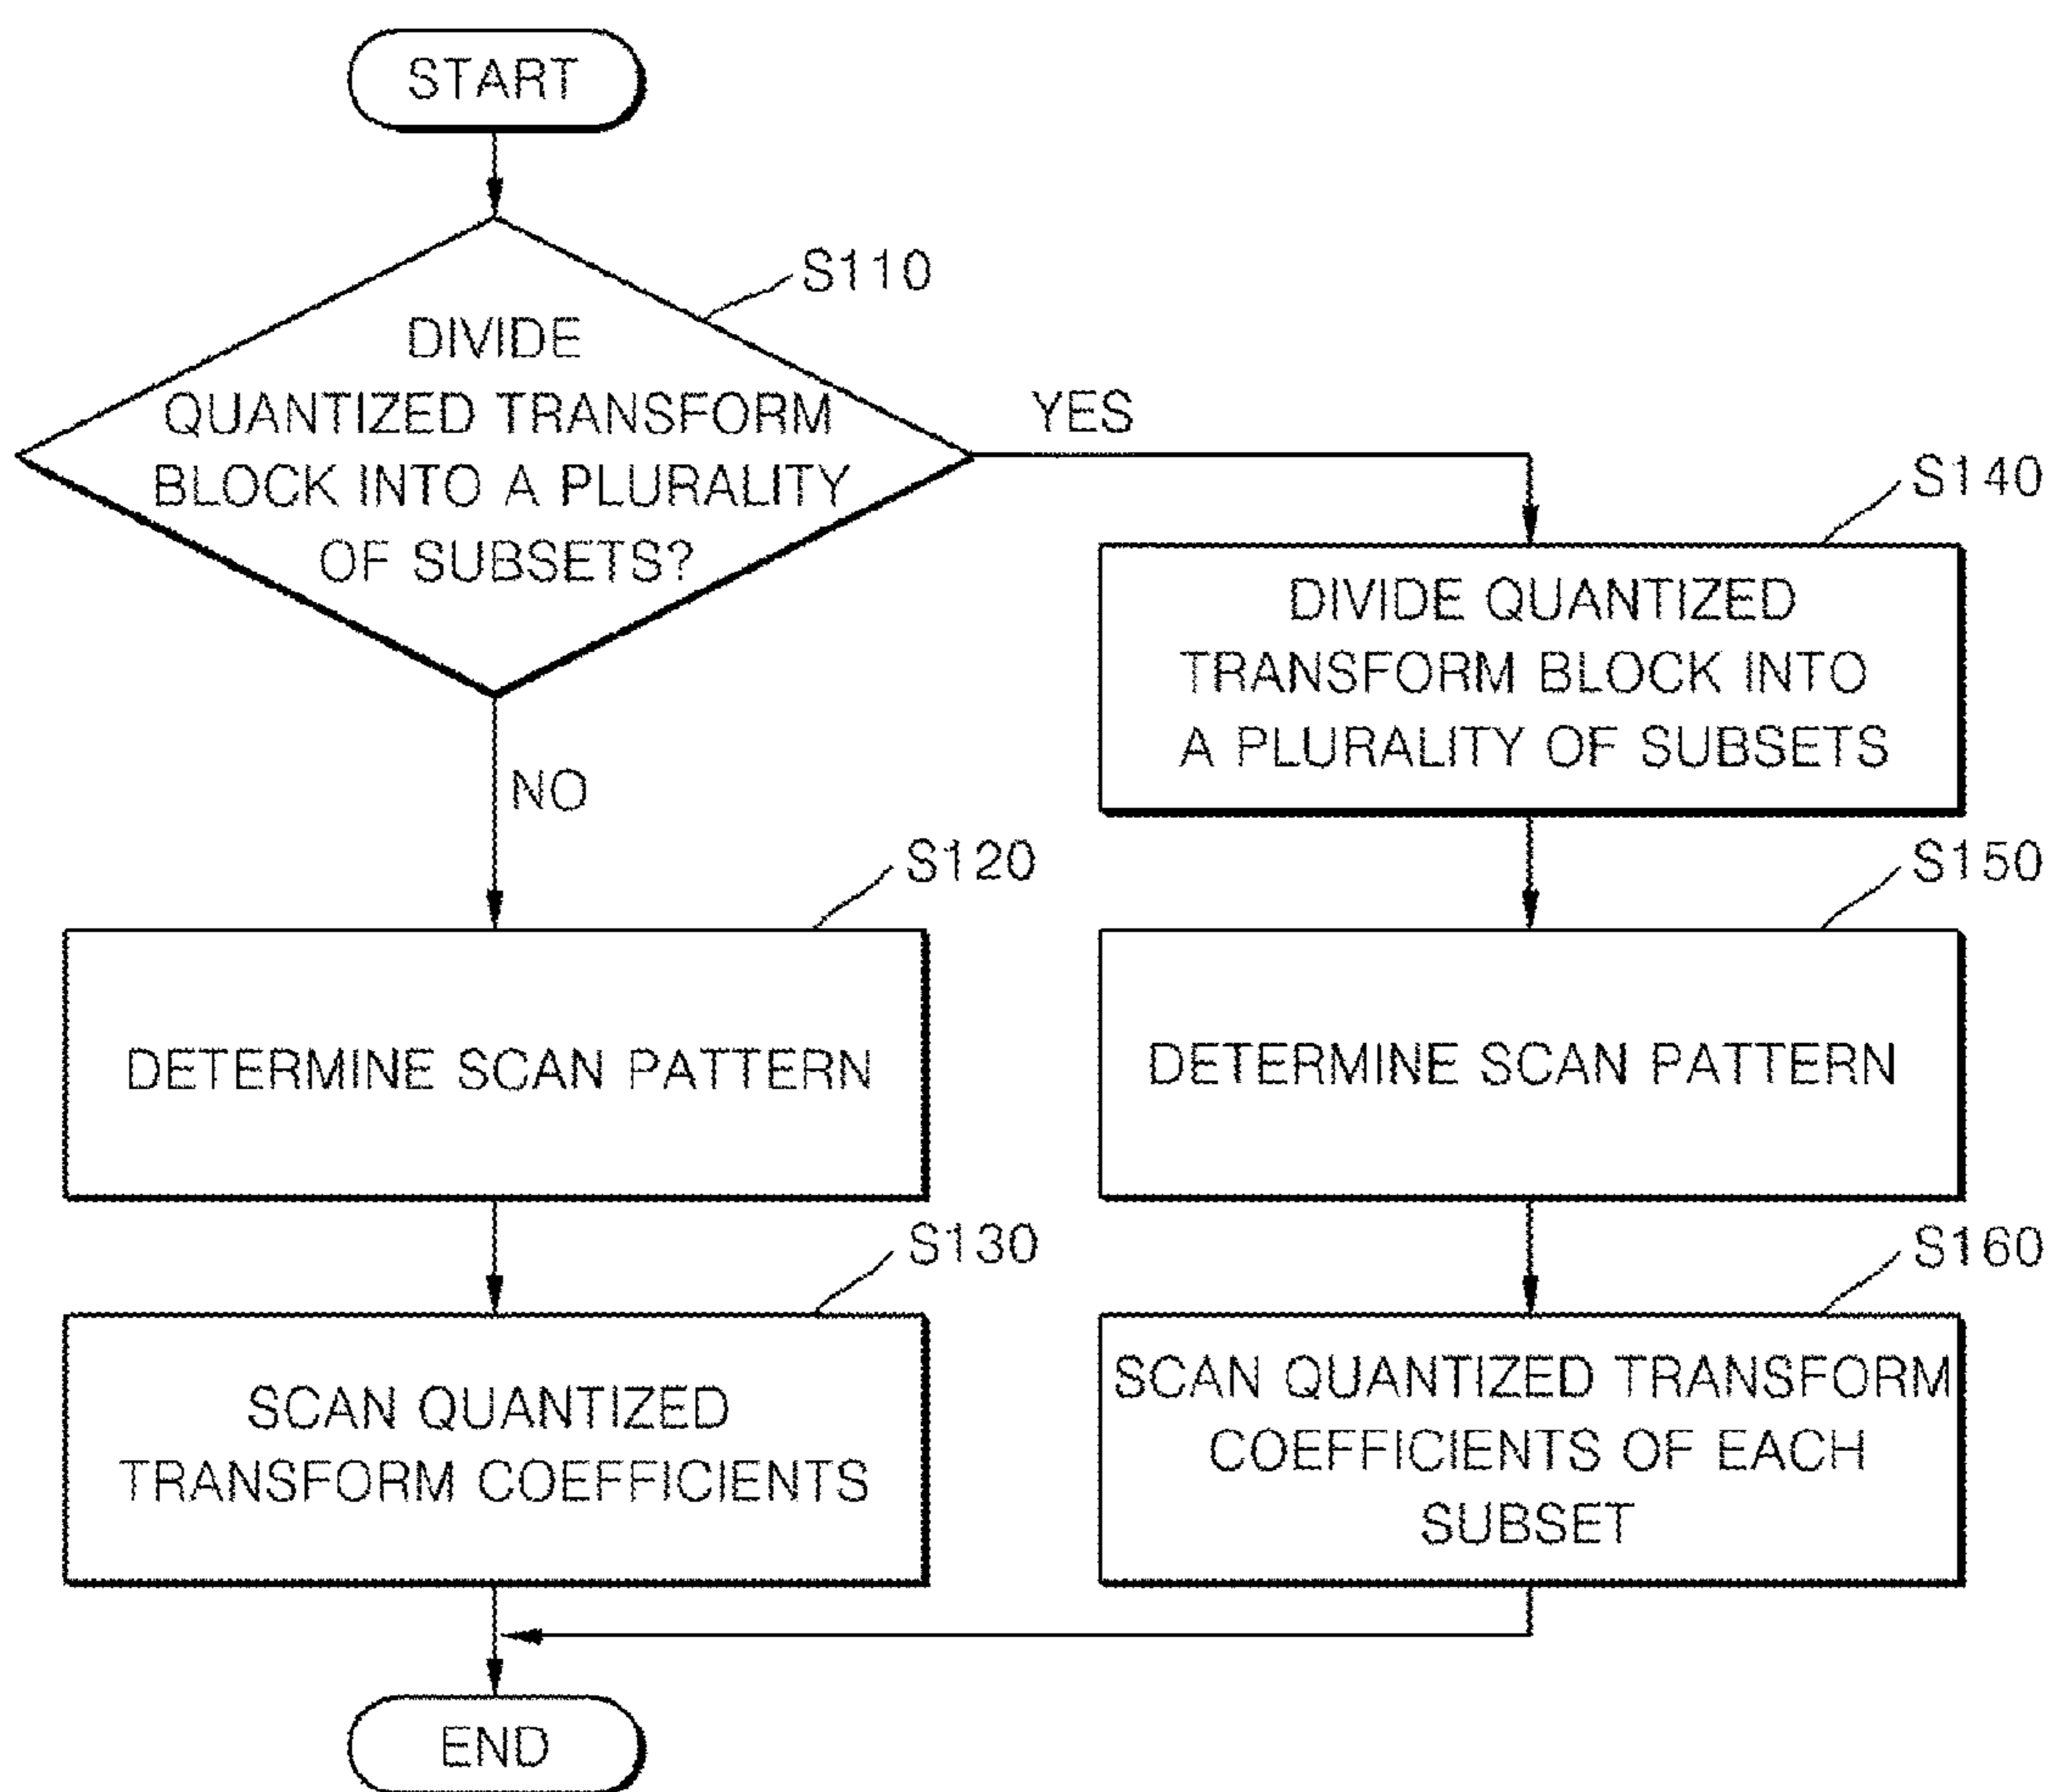 START
S110
DIVIDE
QUANTIZED TRANSFORM
BLOCK INTO A PLURALITY
OF SUBSETS?
YES
NO
S140
DIVIDE QUANTIZED
TRANSFORM BLOCK INTO
A PLURALITY OF SUBSETS
S120
DETERMINE SCAN PATTERN
S150
DETERMINE SCAN PATTERN
S130
SCAN QUANTIZED
TRANSFORM COEFFICIENTS
S160
SCAN QUANTIZED TRANSFORM
COEFFICIENTS OF EACH
SUBSET
END